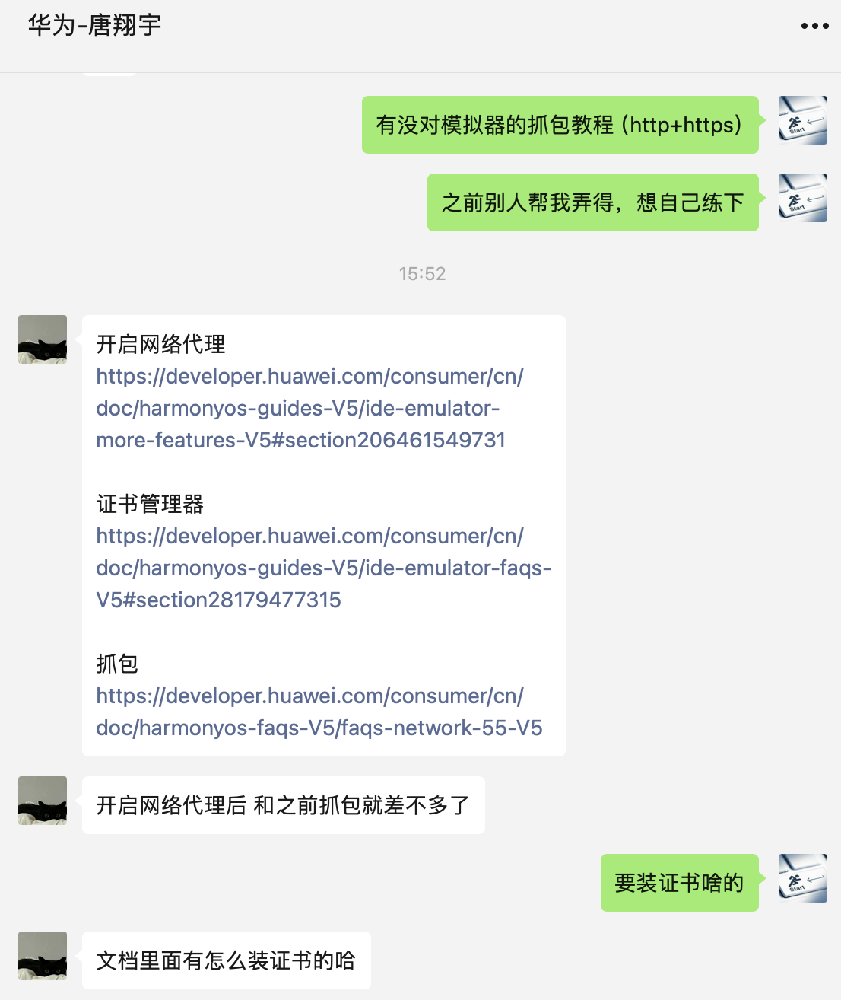 华为-唐翔宇
有没对模拟器的抓包教程（http+https）
Start
之前别人帮我弄得，想自己练下
Start
15:52
开启网络代理
https://developer.huawei.com/consumer/cn/
doc/harmonyos-guides-V5/ide-emulator-
more-features-V5#section206461549731
证书管理器
https://developer.huawei.com/consumer/cn/
doc/harmonyos-guides-V5/ide-emulator-faqs-
V5#section28179477315
抓包
https://developer.huawei.com/consumer/cn/
doc/harmonyos-faqs-V5/faqs-network-55-V5
开启网络代理后 和之前抓包就差不多了
要装证书啥的
Start
文档里面有怎么装证书的哈